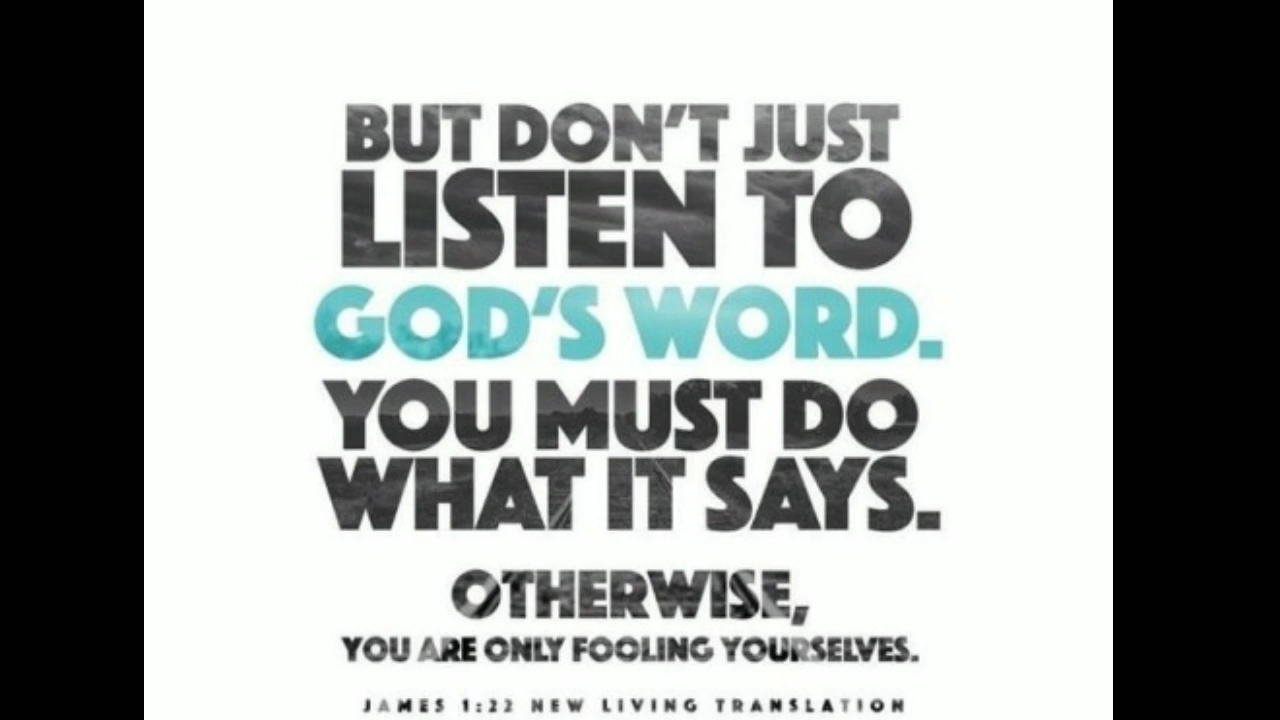 BUT DON'T JUST
LISTEN TO
GOD'S WORD.
YOU MUST DO
WHAT IT SAYS.
OTHERWISE,
YOU ARE ONLY FOOLING YOURSELVES.
JAMES 1:22 NEW LIVING TRANSLATION